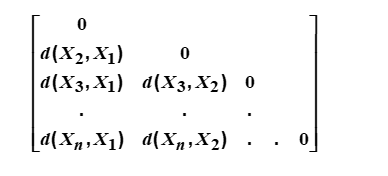 0
d(X2, X1) 0
d(X3, X1) d(X3, X2) 0
. . .
d(Xn, X1) d(Xn, X2) . . 0